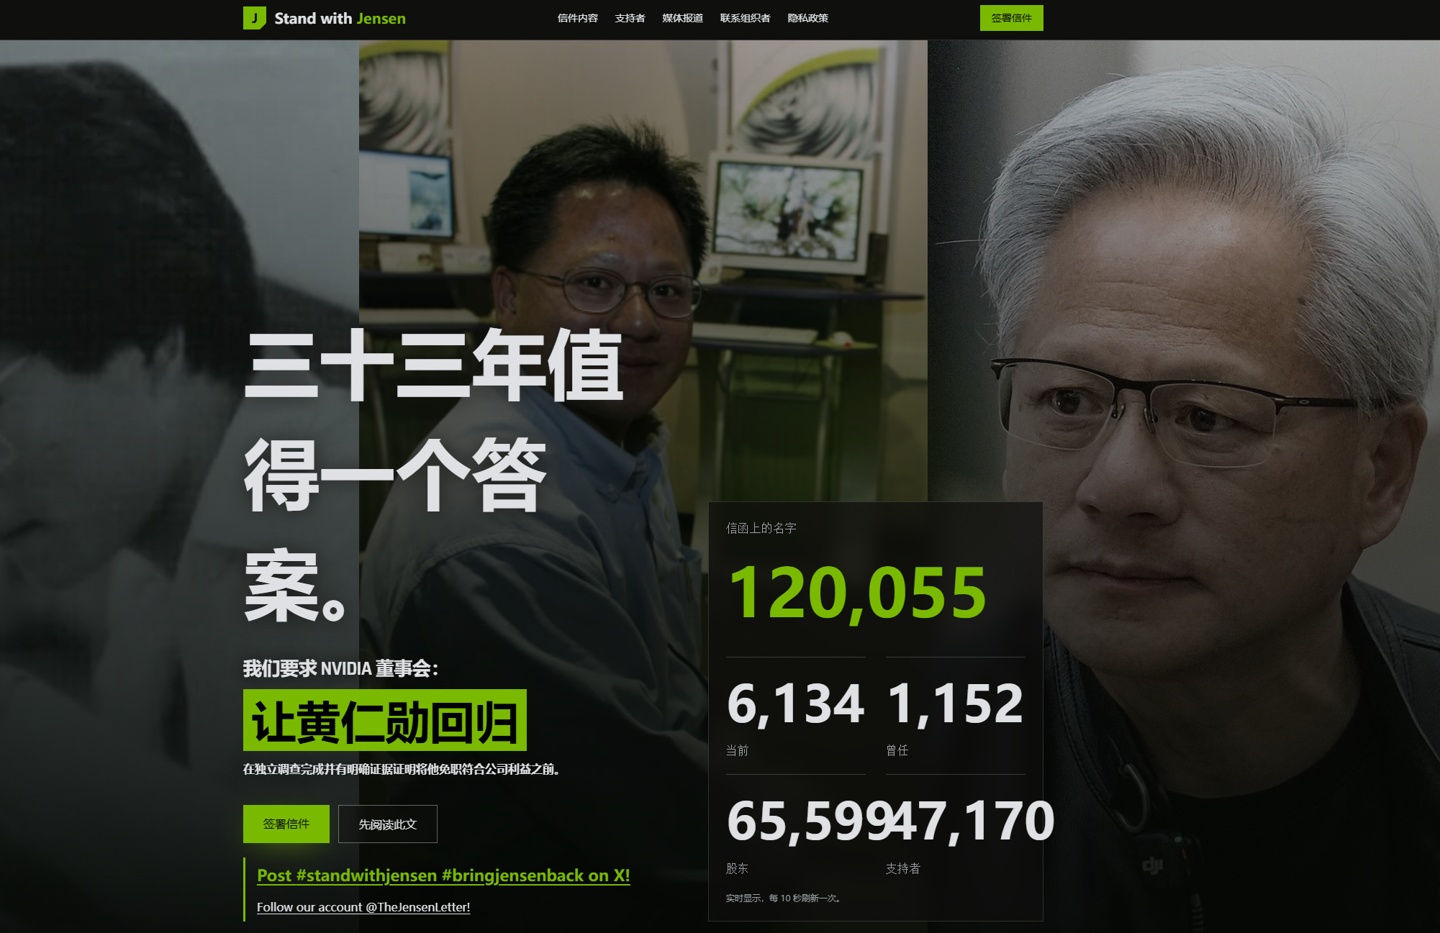 J Stand with Jensen
信件内容 支持者 媒体报道 联系组织者 隐私政策
签署信件
三十三年值
得一个答
案。
我们要求 NVIDIA 董事会：
让黄仁勋回归
在独立调查完成并有明确证据证明将他免职符合公司利益之前。
签署信件 先阅读此文
Post #standwithjensen #bringjensenback on X!
Follow our account @TheJensenLetter!
信函上的名字
120,055
6,134 1,152
当前 曾任
65,599 47,170
股东 支持者
实时显示，每 10 秒刷新一次。
dji